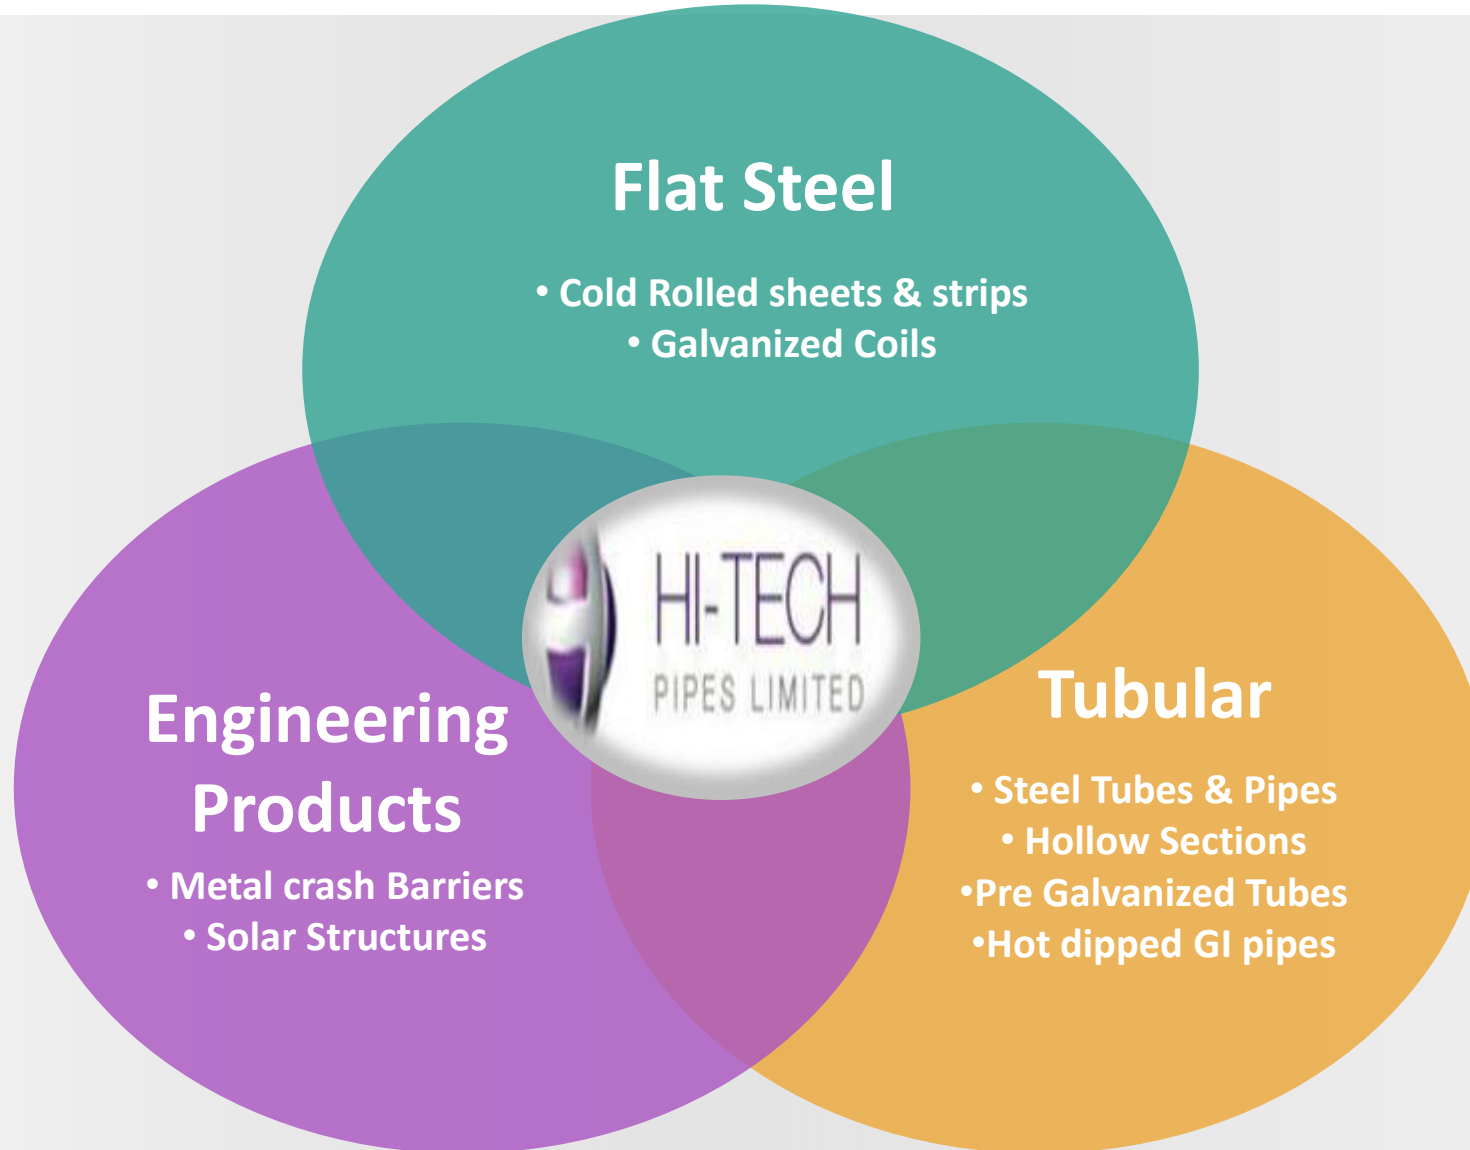 Flat Steel
• Cold Rolled sheets & strips
• Galvanized Coils
HI-TECH
PIPES LIMITED
Engineering
Products
• Metal crash Barriers
• Solar Structures
Tubular
• Steel Tubes & Pipes
• Hollow Sections
•Pre Galvanized Tubes
•Hot dipped GI pipes